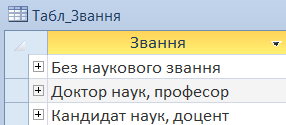 Табл_Звання
Звання
Без наукового звання
Доктор наук, професор
Кандидат наук, доцент